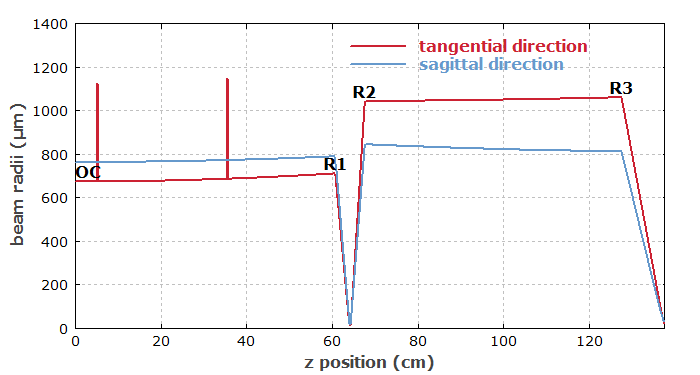 1400
1200
1000
800
600
400
200
0
beam radii (µm)
tangential direction
sagittal direction
OC
R1
R2
R3
0
20
40
60
80
100
120
z position (cm)